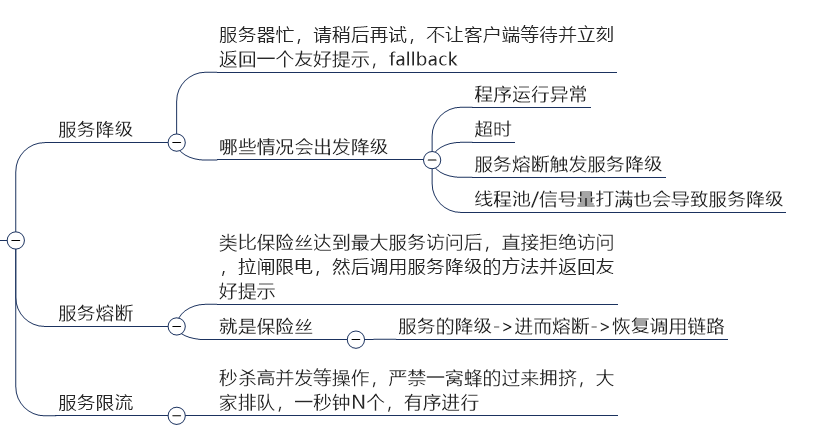 服务降级
服务器忙，请稍后再试，不让客户端等待并立刻
返回一个友好提示，fallback
哪些情况会出发降级
程序运行异常
超时
服务熔断触发服务降级
线程池/信号量打满也会导致服务降级
服务熔断
类比保险丝达到最大服务访问后，直接拒绝访问
，拉闸限电，然后调用服务降级的方法并返回友
好提示
就是保险丝
服务的降级->进而熔断->恢复调用链路
服务限流
秒杀高并发等操作，严禁一窝蜂的过来拥挤，大
家排队，一秒钟N个，有序进行